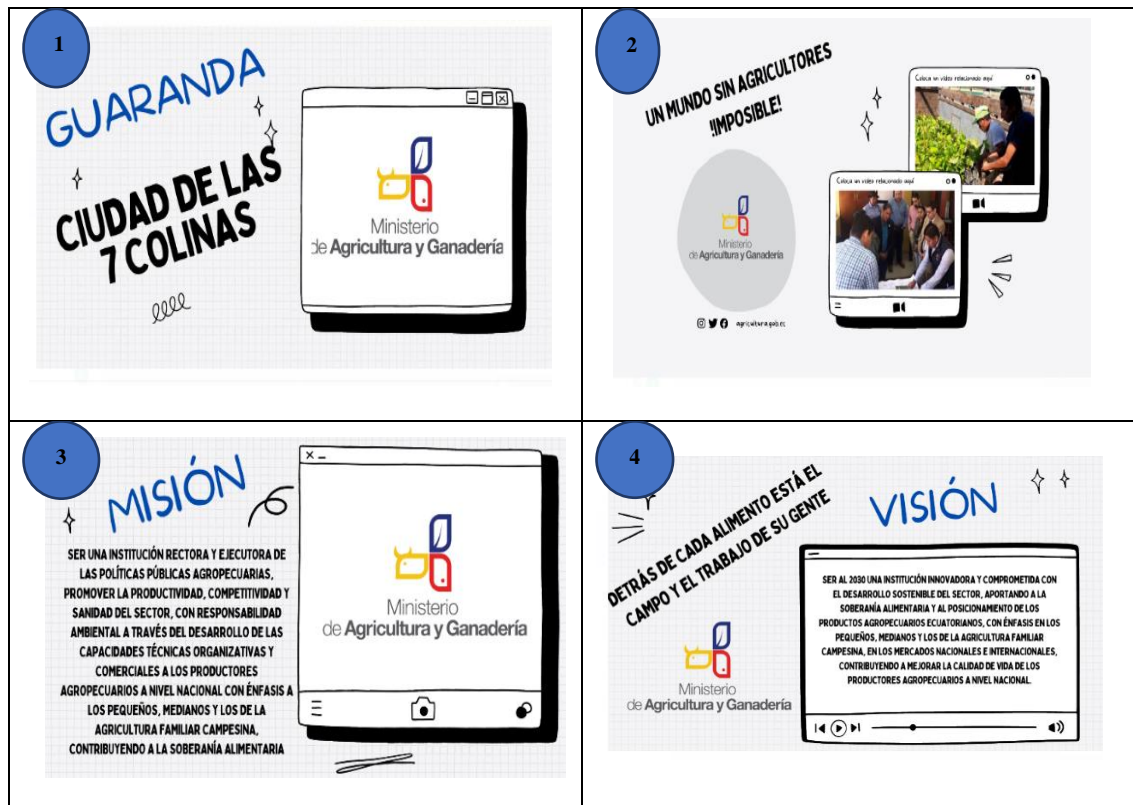 1
GUARANDA
CIUDAD DE LAS
7 COLINAS
Ministerio
de Agricultura y Ganadería
2
UN MUNDO SIN AGRICULTORES
!IMPOSIBLE!
Coloca un video relacionado aquí
Coloca un video relacionado aquí
Ministerio
de Agricultura y Ganadería
agricultura.gob.ec
3
MISIÓN
SER UNA INSTITUCIÓN RECTORA Y EJECUTORA DE
LAS POLÍTICAS PÚBLICAS AGROPECUARIAS,
PROMOVER LA PRODUCTIVIDAD, COMPETITIVIDAD Y
SANIDAD DEL SECTOR, CON RESPONSABILIDAD
AMBIENTAL A TRAVÉS DEL DESARROLLO DE LAS
CAPACIDADES TÉCNICAS ORGANIZATIVAS Y
COMERCIALES A LOS PRODUCTORES
AGROPECUARIOS A NIVEL NACIONAL CON ÉNFASIS A
LOS PEQUEÑOS, MEDIANOS Y LOS DE LA
AGRICULTURA FAMILIAR CAMPESINA,
CONTRIBUYENDO A LA SOBERANÍA ALIMENTARIA
Ministerio
de Agricultura y Ganadería
4
DETRÁS DE CADA ALIMENTO ESTÁ EL
CAMPO Y EL TRABAJO DE SU GENTE
VISIÓN
SER AL 2030 UNA INSTITUCIÓN INNOVADORA Y COMPROMETIDA CON
EL DESARROLLO SOSTENIBLE DEL SECTOR, APORTANDO A LA
SOBERANÍA ALIMENTARIA Y AL POSICIONAMIENTO DE LOS
PRODUCTOS AGROPECUARIOS ECUATORIANOS, CON ÉNFASIS EN LOS
PEQUEÑOS, MEDIANOS Y LOS DE LA AGRICULTURA FAMILIAR
CAMPESINA, EN LOS MERCADOS NACIONALES E INTERNACIONALES,
CONTRIBUYENDO A MEJORAR LA CALIDAD DE VIDA DE LOS
PRODUCTORES AGROPECUARIOS A NIVEL NACIONAL.
Ministerio
de Agricultura y Ganadería